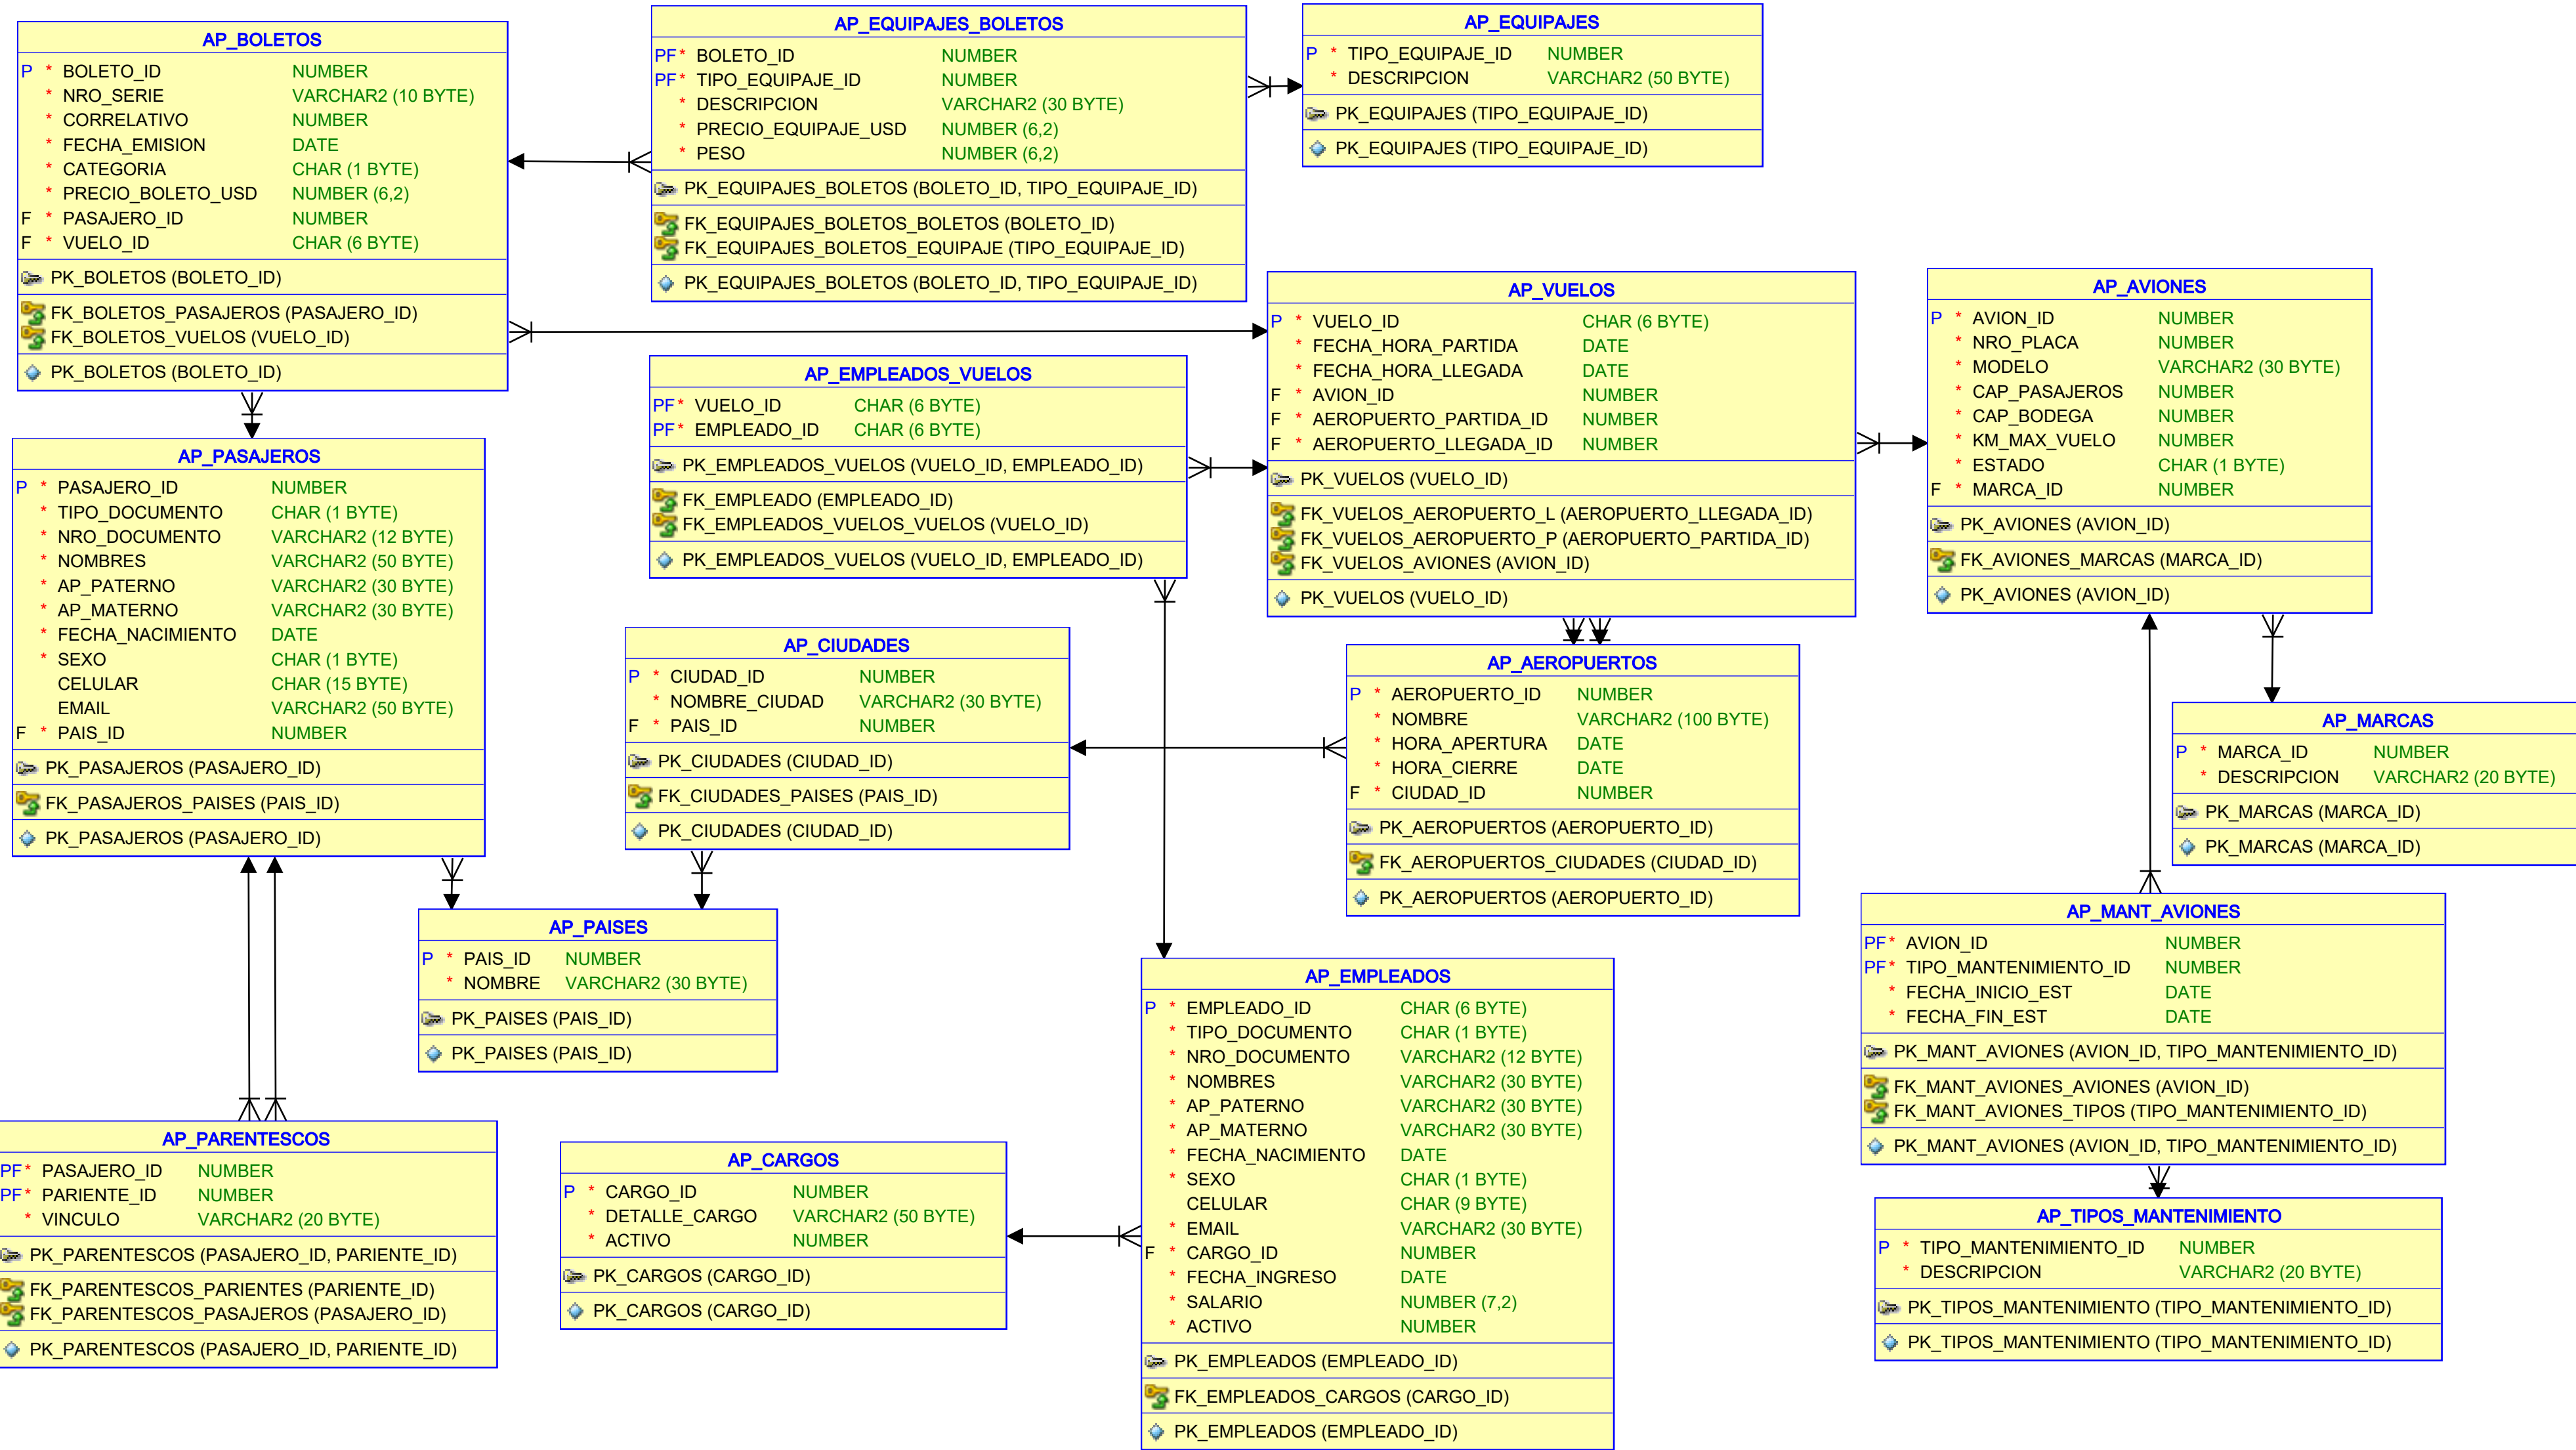 AP_BOLETOS
P * BOLETO_ID NUMBER
* NRO_SERIE VARCHAR2 (10 BYTE)
* CORRELATIVO NUMBER
* FECHA_EMISION DATE
* CATEGORIA CHAR (1 BYTE)
* PRECIO_BOLETO_USD NUMBER (6,2)
F * PASAJERO_ID NUMBER
F * VUELO_ID CHAR (6 BYTE)
PK_BOLETOS (BOLETO_ID)
FK_BOLETOS_PASAJEROS (PASAJERO_ID)
FK_BOLETOS_VUELOS (VUELO_ID)
PK_BOLETOS (BOLETO_ID)
AP_EQUIPAJES_BOLETOS
PF * BOLETO_ID NUMBER
PF * TIPO_EQUIPAJE_ID NUMBER
* DESCRIPCION VARCHAR2 (30 BYTE)
* PRECIO_EQUIPAJE_USD NUMBER (6,2)
* PESO NUMBER (6,2)
PK_EQUIPAJES_BOLETOS (BOLETO_ID, TIPO_EQUIPAJE_ID)
FK_EQUIPAJES_BOLETOS_BOLETOS (BOLETO_ID)
FK_EQUIPAJES_BOLETOS_EQUIPAJE (TIPO_EQUIPAJE_ID)
PK_EQUIPAJES_BOLETOS (BOLETO_ID, TIPO_EQUIPAJE_ID)
AP_EQUIPAJES
P * TIPO_EQUIPAJE_ID NUMBER
* DESCRIPCION VARCHAR2 (50 BYTE)
PK_EQUIPAJES (TIPO_EQUIPAJE_ID)
PK_EQUIPAJES (TIPO_EQUIPAJE_ID)
AP_VUELOS
P * VUELO_ID CHAR (6 BYTE)
* FECHA_HORA_PARTIDA DATE
* FECHA_HORA_LLEGADA DATE
F * AVION_ID NUMBER
F * AEROPUERTO_PARTIDA_ID NUMBER
F * AEROPUERTO_LLEGADA_ID NUMBER
PK_VUELOS (VUELO_ID)
FK_VUELOS_AEROPUERTO_L (AEROPUERTO_LLEGADA_ID)
FK_VUELOS_AEROPUERTO_P (AEROPUERTO_PARTIDA_ID)
FK_VUELOS_AVIONES (AVION_ID)
PK_VUELOS (VUELO_ID)
AP_AVIONES
P * AVION_ID NUMBER
* NRO_PLACA NUMBER
* MODELO VARCHAR2 (30 BYTE)
* CAP_PASAJEROS NUMBER
* CAP_BODEGA NUMBER
* KM_MAX_VUELO NUMBER
* ESTADO CHAR (1 BYTE)
F * MARCA_ID NUMBER
PK_AVIONES (AVION_ID)
FK_AVIONES_MARCAS (MARCA_ID)
PK_AVIONES (AVION_ID)
AP_EMPLEADOS_VUELOS
PF * VUELO_ID CHAR (6 BYTE)
PF * EMPLEADO_ID CHAR (6 BYTE)
PK_EMPLEADOS_VUELOS (VUELO_ID, EMPLEADO_ID)
FK_EMPLEADO (EMPLEADO_ID)
FK_EMPLEADOS_VUELOS_VUELOS (VUELO_ID)
PK_EMPLEADOS_VUELOS (VUELO_ID, EMPLEADO_ID)
AP_PASAJEROS
P * PASAJERO_ID NUMBER
* TIPO_DOCUMENTO CHAR (1 BYTE)
* NRO_DOCUMENTO VARCHAR2 (12 BYTE)
* NOMBRES VARCHAR2 (50 BYTE)
* AP_PATERNO VARCHAR2 (30 BYTE)
* AP_MATERNO VARCHAR2 (30 BYTE)
* FECHA_NACIMIENTO DATE
* SEXO CHAR (1 BYTE)
CELULAR CHAR (15 BYTE)
EMAIL VARCHAR2 (50 BYTE)
F * PAIS_ID NUMBER
PK_PASAJEROS (PASAJERO_ID)
FK_PASAJEROS_PAISES (PAIS_ID)
PK_PASAJEROS (PASAJERO_ID)
AP_CIUDADES
P * CIUDAD_ID NUMBER
* NOMBRE_CIUDAD VARCHAR2 (30 BYTE)
F * PAIS_ID NUMBER
PK_CIUDADES (CIUDAD_ID)
FK_CIUDADES_PAISES (PAIS_ID)
PK_CIUDADES (CIUDAD_ID)
AP_AEROPUERTOS
P * AEROPUERTO_ID NUMBER
* NOMBRE VARCHAR2 (100 BYTE)
* HORA_APERTURA DATE
* HORA_CIERRE DATE
F * CIUDAD_ID NUMBER
PK_AEROPUERTOS (AEROPUERTO_ID)
FK_AEROPUERTOS_CIUDADES (CIUDAD_ID)
PK_AEROPUERTOS (AEROPUERTO_ID)
AP_MARCAS
P * MARCA_ID NUMBER
* DESCRIPCION VARCHAR2 (20 BYTE)
PK_MARCAS (MARCA_ID)
PK_MARCAS (MARCA_ID)
AP_PAISES
P * PAIS_ID NUMBER
* NOMBRE VARCHAR2 (30 BYTE)
PK_PAISES (PAIS_ID)
PK_PAISES (PAIS_ID)
AP_MANT_AVIONES
PF * AVION_ID NUMBER
PF * TIPO_MANTENIMIENTO_ID NUMBER
* FECHA_INICIO_EST DATE
* FECHA_FIN_EST DATE
PK_MANT_AVIONES (AVION_ID, TIPO_MANTENIMIENTO_ID)
FK_MANT_AVIONES_AVIONES (AVION_ID)
FK_MANT_AVIONES_TIPOS (TIPO_MANTENIMIENTO_ID)
PK_MANT_AVIONES (AVION_ID, TIPO_MANTENIMIENTO_ID)
AP_EMPLEADOS
P * EMPLEADO_ID CHAR (6 BYTE)
* TIPO_DOCUMENTO CHAR (1 BYTE)
* NRO_DOCUMENTO VARCHAR2 (12 BYTE)
* NOMBRES VARCHAR2 (30 BYTE)
* AP_PATERNO VARCHAR2 (30 BYTE)
* AP_MATERNO VARCHAR2 (30 BYTE)
* FECHA_NACIMIENTO DATE
* SEXO CHAR (1 BYTE)
CELULAR CHAR (9 BYTE)
* EMAIL VARCHAR2 (30 BYTE)
F * CARGO_ID NUMBER
* FECHA_INGRESO DATE
* SALARIO NUMBER (7,2)
* ACTIVO NUMBER
PK_EMPLEADOS (EMPLEADO_ID)
FK_EMPLEADOS_CARGOS (CARGO_ID)
PK_EMPLEADOS (EMPLEADO_ID)
AP_PARENTESCOS
PF * PASAJERO_ID NUMBER
PF * PARIENTE_ID NUMBER
* VINCULO VARCHAR2 (20 BYTE)
PK_PARENTESCOS (PASAJERO_ID, PARIENTE_ID)
FK_PARENTESCOS_PARIENTES (PARIENTE_ID)
FK_PARENTESCOS_PASAJEROS (PASAJERO_ID)
PK_PARENTESCOS (PASAJERO_ID, PARIENTE_ID)
AP_CARGOS
P * CARGO_ID NUMBER
* DETALLE_CARGO VARCHAR2 (50 BYTE)
* ACTIVO NUMBER
PK_CARGOS (CARGO_ID)
PK_CARGOS (CARGO_ID)
AP_TIPOS_MANTENIMIENTO
P * TIPO_MANTENIMIENTO_ID NUMBER
* DESCRIPCION VARCHAR2 (20 BYTE)
PK_TIPOS_MANTENIMIENTO (TIPO_MANTENIMIENTO_ID)
PK_TIPOS_MANTENIMIENTO (TIPO_MANTENIMIENTO_ID)